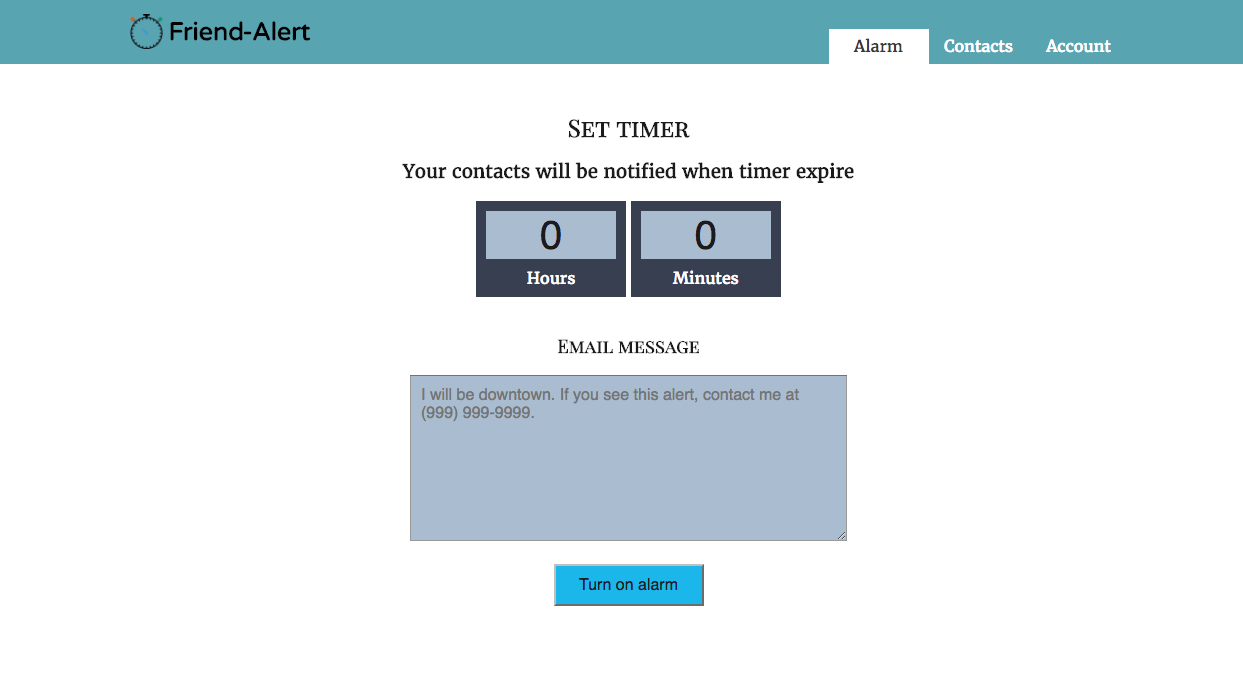 Friend-Alert
Alarm Contacts Account
Set timer
Your contacts will be notified when timer expire
0 0
Hours Minutes
Email message
I will be downtown. If you see this alert, contact me at
(999) 999-9999.
Turn on alarm